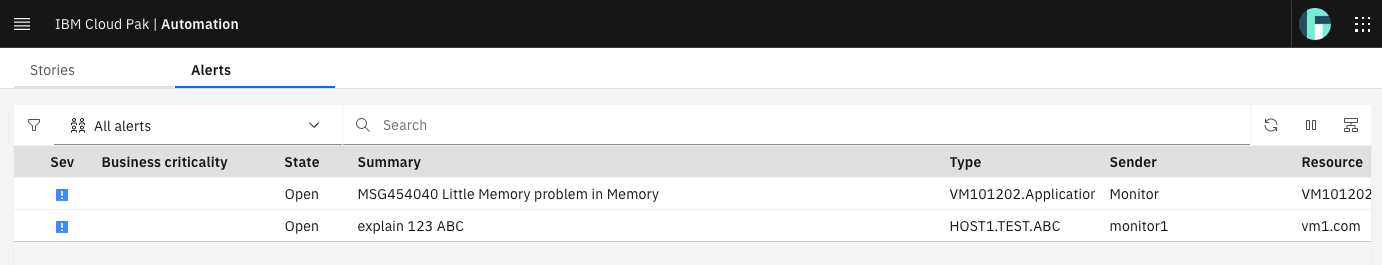 IBM Cloud Pak | Automation
Stories Alerts
All alerts Search
Sev Business criticality State Summary Type Sender Resource
! Open MSG454040 Little Memory problem in Memory VM101202.Application Monitor VM101202
! Open explain 123 ABC HOST1.TEST.ABC monitor1 vm1.com